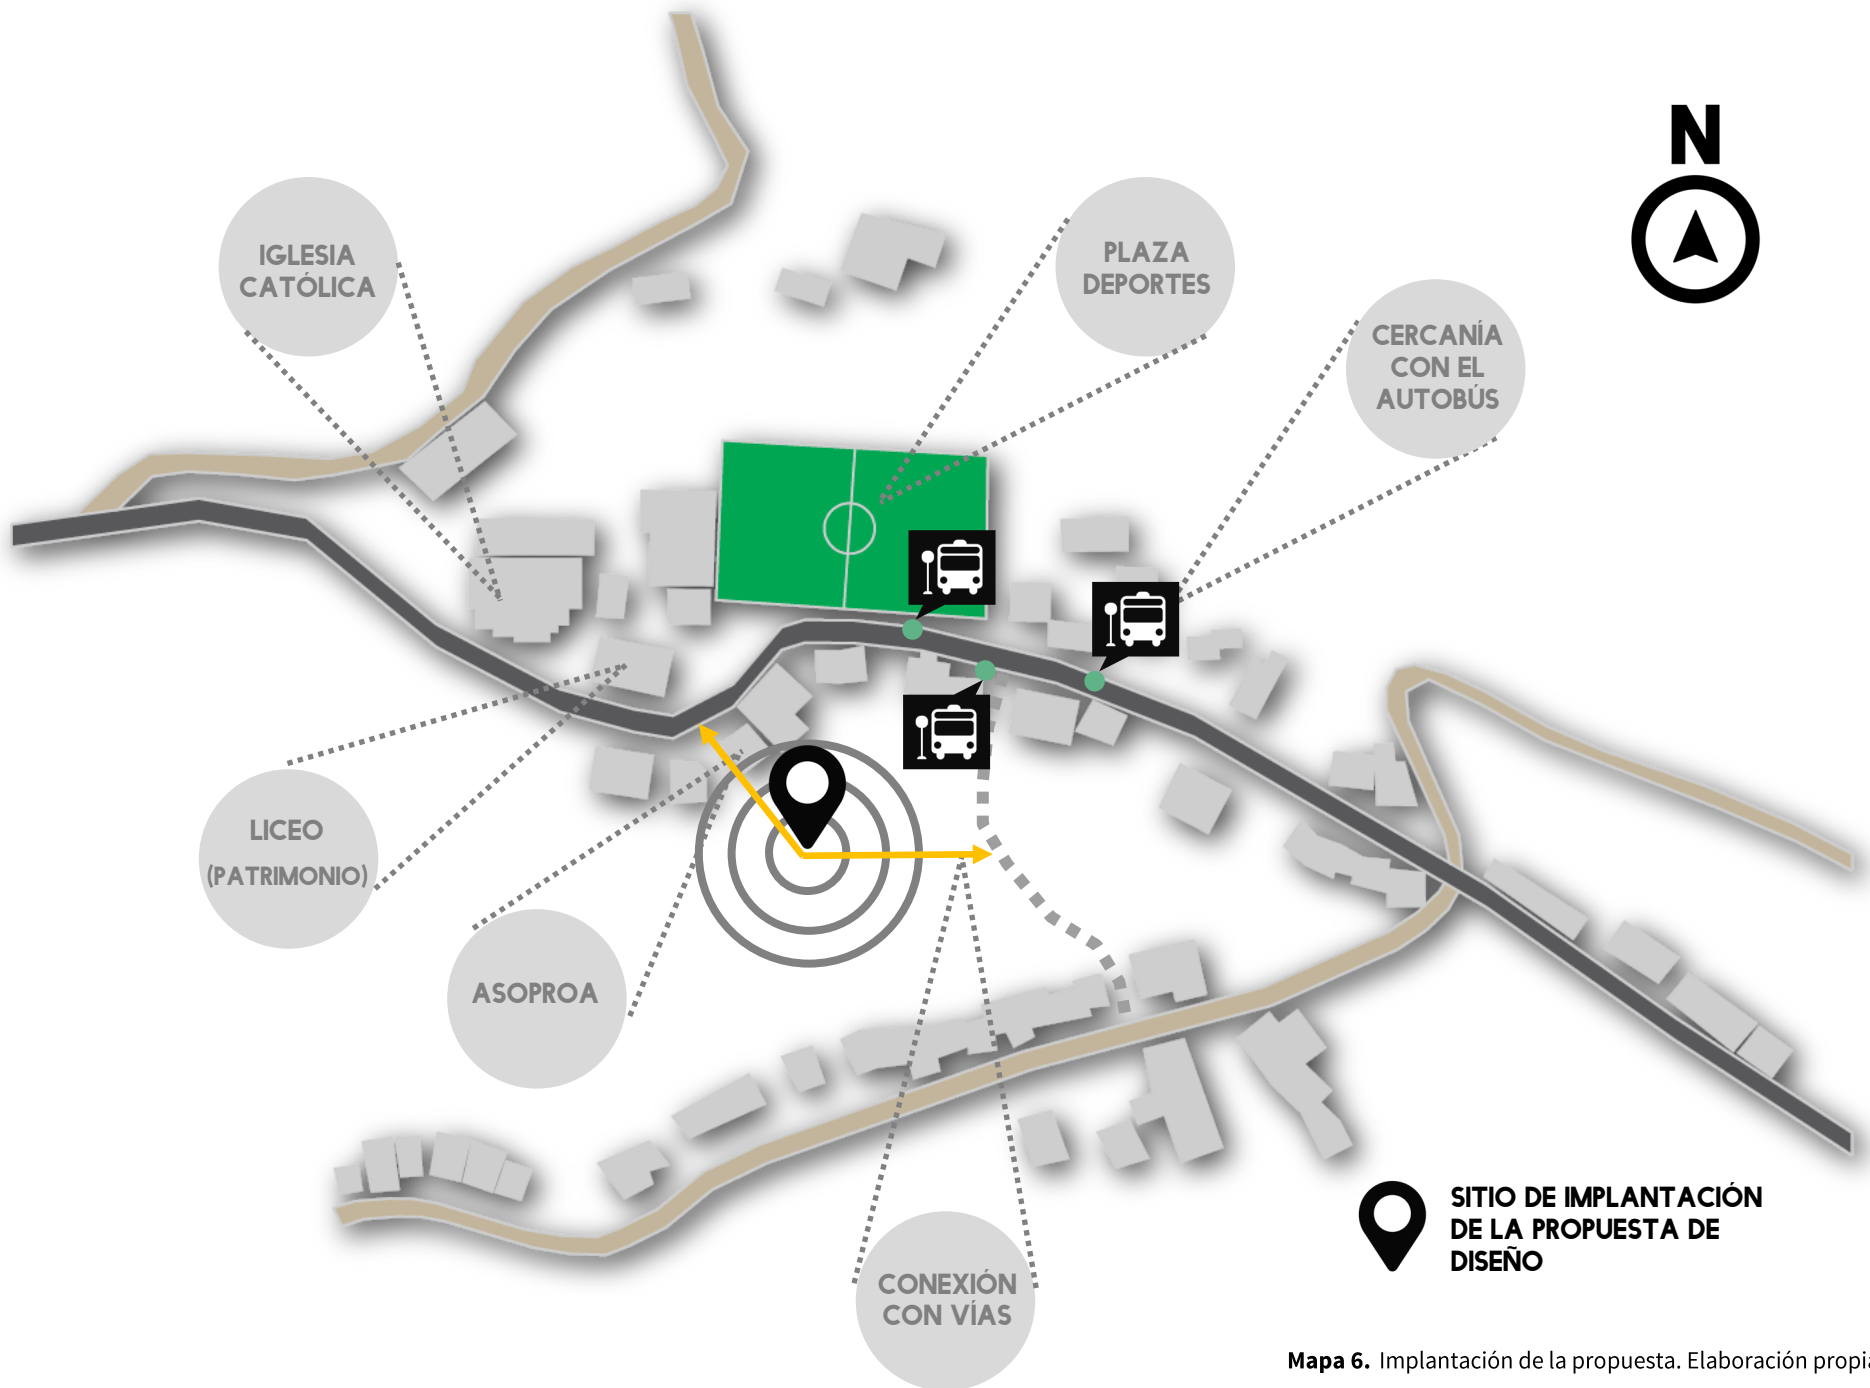 N
IGLESIA
CATÓLICA
PLAZA
DEPORTES
CERCANÍA
CON EL
AUTOBÚS
LICEO
(PATRIMONIO)
ASOPROA
CONEXIÓN
CON VÍAS
SITIO DE IMPLANTACIÓN
DE LA PROPUESTA DE
DISEÑO
Mapa 6. Implantación de la propuesta. Elaboración propia